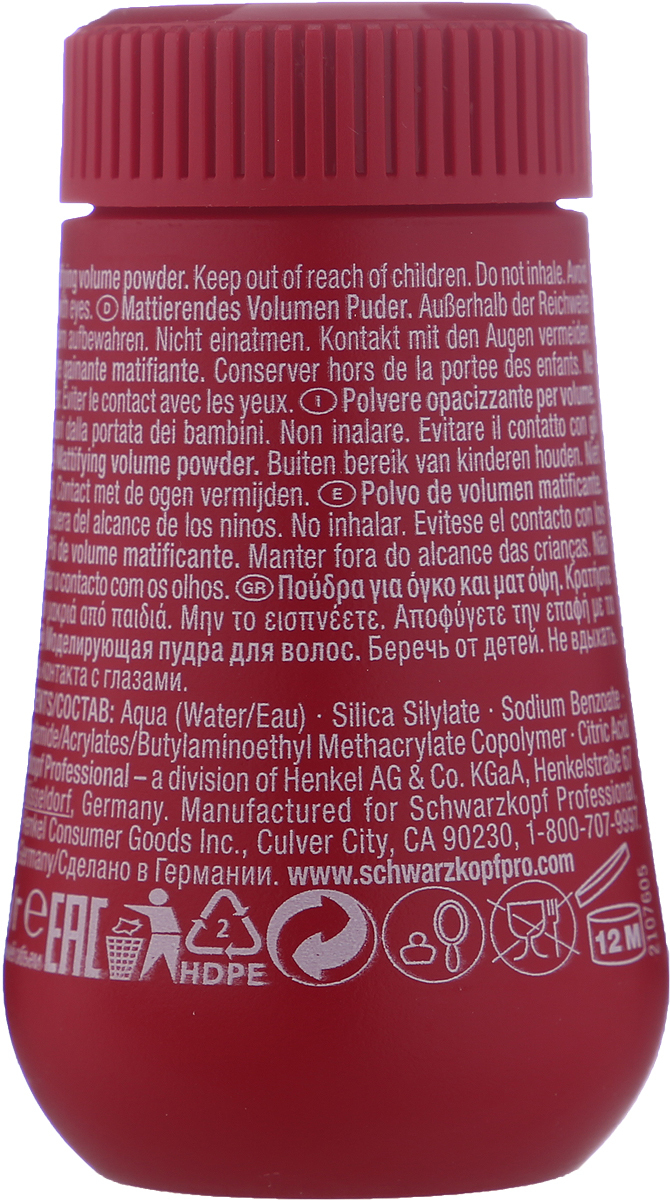 volume powder. Keep out of reach of children. Do not inhale. Avoid
eyes. D Mattierendes Volumen Puder. Außerhalb der Reichweite
aufbewahren. Nicht einatmen. Kontakt mit den Augen vermeiden.
gainante matifiante. Conserver hors de la portee des enfants. Ne
Eviter le contact avec les yeux. I Polvere opacizzante per volume.
dalla portata dei bambini. Non inalare. Evitare il contatto con gli
Mattifying volume powder. Buiten bereik van kinderen houden. Niet
Contact met de ogen vermijden. E Polvo de volumen matificante.
del alcance de los ninos. No inhalar. Evitese el contacto con los
de volume matificante. Manter fora do alcance das crianças. Não
contacto com os olhos. GR Πούδρα για όγκο και ματ όψη. Κρατήστε
μακριά από παιδιά. Μην το εισπνέετε. Αποφύγετε την επαφή με τα
Моделирующая пудра для волос. Беречь от детей. Не вдыхать.
контакта с глазами.
/СОСТАВ: Aqua (Water/Eau) · Silica Silylate · Sodium Benzoate ·
/Acrylates/Butylaminoethyl Methacrylate Copolymer · Citric Acid
Professional – a division of Henkel AG & Co. KGaA, Henkelstraße 67
Düsseldorf, Germany. Manufactured for Schwarzkopf Professional,
Henkel Consumer Goods Inc., Culver City, CA 90230, 1-800-707-9997.
Germany/Сделано в Германии. www.schwarzkopfpro.com
e EAC 2 12 M
HDPE
2107605